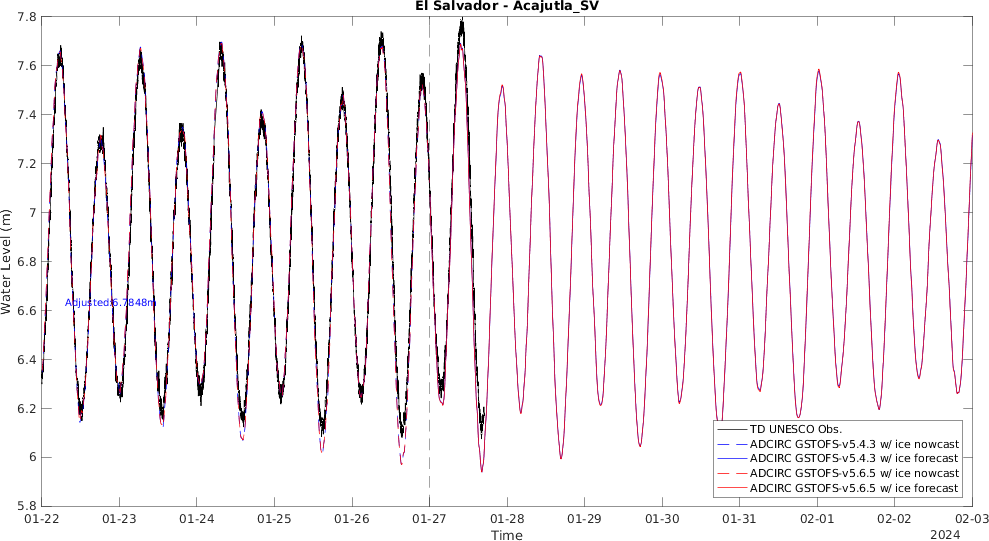 El Salvador - Acajutla_SV
7.8
7.6
7.4
7.2
7
6.8
6.6
6.4
6.2
6
5.8
Water Level (m)
Adjusted:6.7848m
TD UNESCO Obs.
ADCIRC GSTOFS-v5.4.3 w/ ice nowcast
ADCIRC GSTOFS-v5.4.3 w/ ice forecast
ADCIRC GSTOFS-v5.6.5 w/ ice nowcast
ADCIRC GSTOFS-v5.6.5 w/ ice forecast
01-22 01-23 01-24 01-25 01-26 01-27 01-28 01-29 01-30 01-31 02-01 02-02 02-03
Time 2024